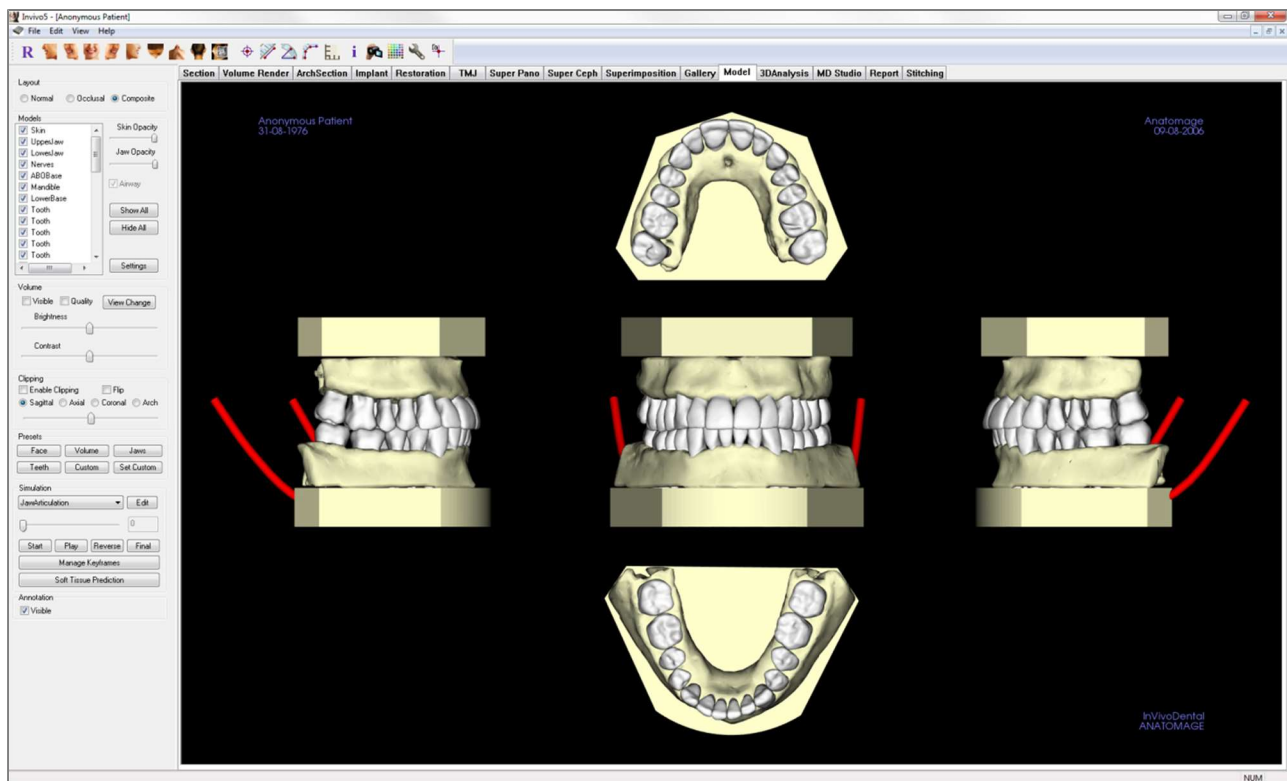 Invivo5 - [Anonymous Patient]
File Edit View Help
R i
Section Volume Render ArchSection Implant Restoration TMJ Super Pano Super Ceph Superimposition Gallery Model 3DAnalysis MD Studio Report Stitching
Layout
Normal Occlusal Composite
Models
Skin
UpperJaw
LowerJaw
Nerves
ABOBase
Mandible
LowerBase
Tooth
Tooth
Tooth
Tooth
Tooth
Skin Opacity
Jaw Opacity
Airway
Show All
Hide All
Settings
Volume
Visible Quality View Change
Brightness
Contrast
Clipping
Enable Clipping Flip
Sagittal Axial Coronal Arch
Presets
Face Volume Jaws
Teeth Custom Set Custom
Simulation
JawArticulation Edit
0
Start Play Reverse Final
Manage Keyframes
Soft Tissue Prediction
Annotation
Visible
Anonymous Patient
31-08-1976
Anatomage
09-08-2006
InVivoDental
ANATOMAGE
NUM